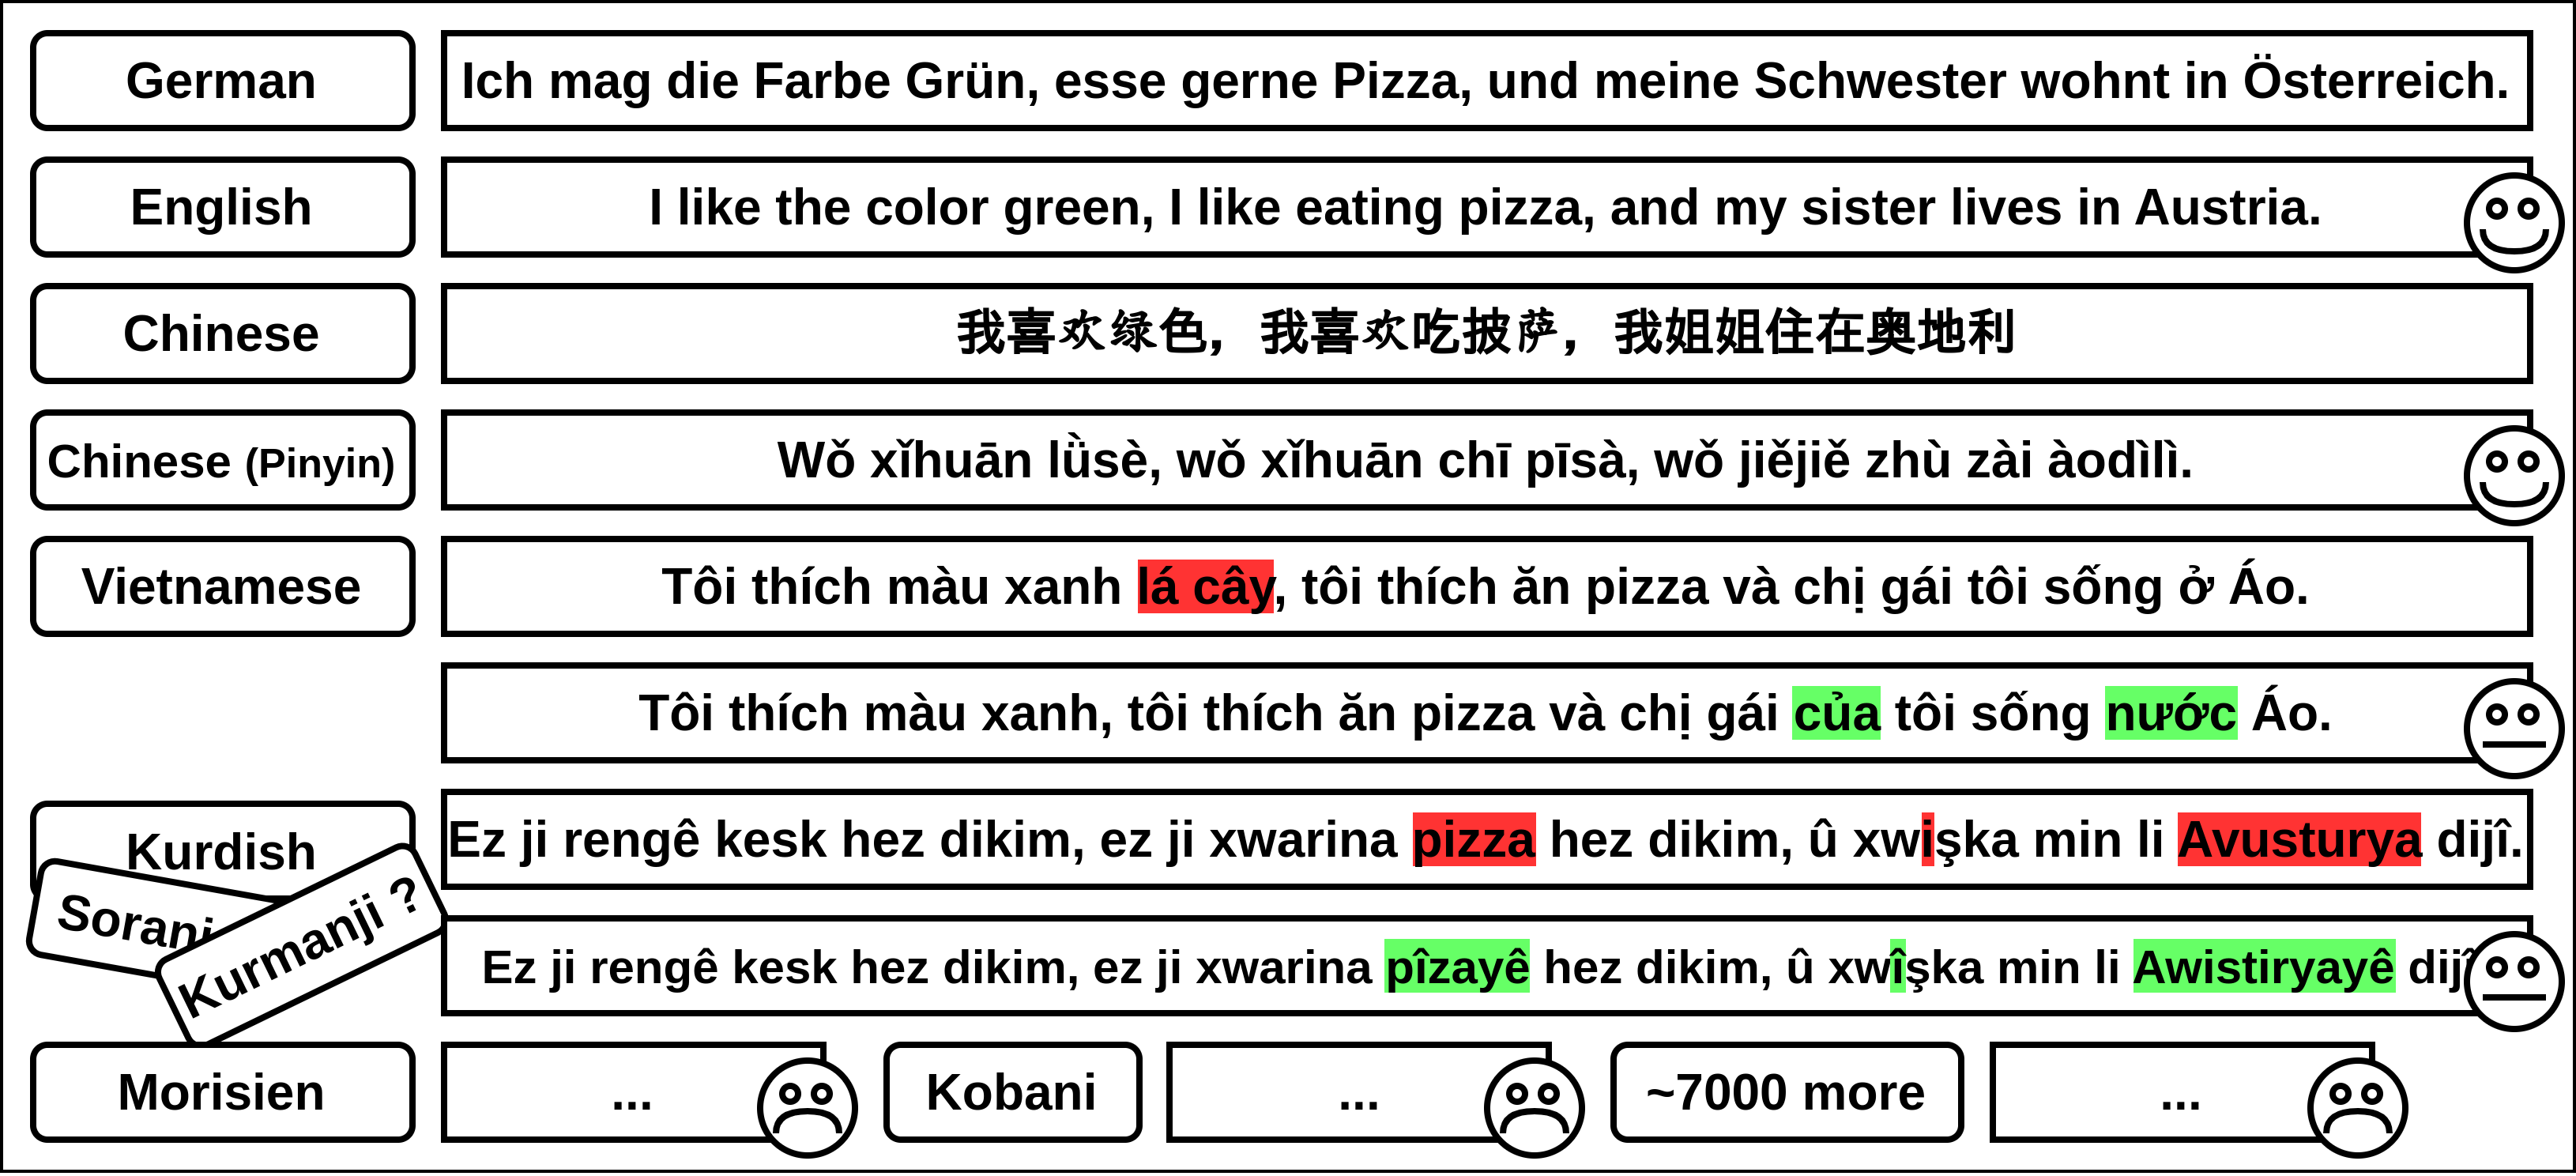 German
Ich mag die Farbe Grün, esse gerne Pizza, und meine Schwester wohnt in Österreich.
English
I like the color green, I like eating pizza, and my sister lives in Austria.
Chinese
我喜欢绿色，我喜欢吃披萨，我姐姐住在奥地利
Chinese (Pinyin)
Wǒ xǐhuān lǜsè, wǒ xǐhuān chī pīsà, wǒ jiějiě zhù zài àodìlì.
Vietnamese
Tôi thích màu xanh lá cây, tôi thích ăn pizza và chị gái tôi sống ở Áo.
Tôi thích màu xanh, tôi thích ăn pizza và chị gái của tôi sống nước Áo.
Kurdish
Ez ji rengê kesk hez dikim, ez ji xwarina pizza hez dikim, û xwişka min li Avusturya dijî.
Sorani
Kurmanji ?
Ez ji rengê kesk hez dikim, ez ji xwarina pîzayê hez dikim, û xwîşka min li Awistiryayê dijî
Morisien
...
Kobani
...
~7000 more
...